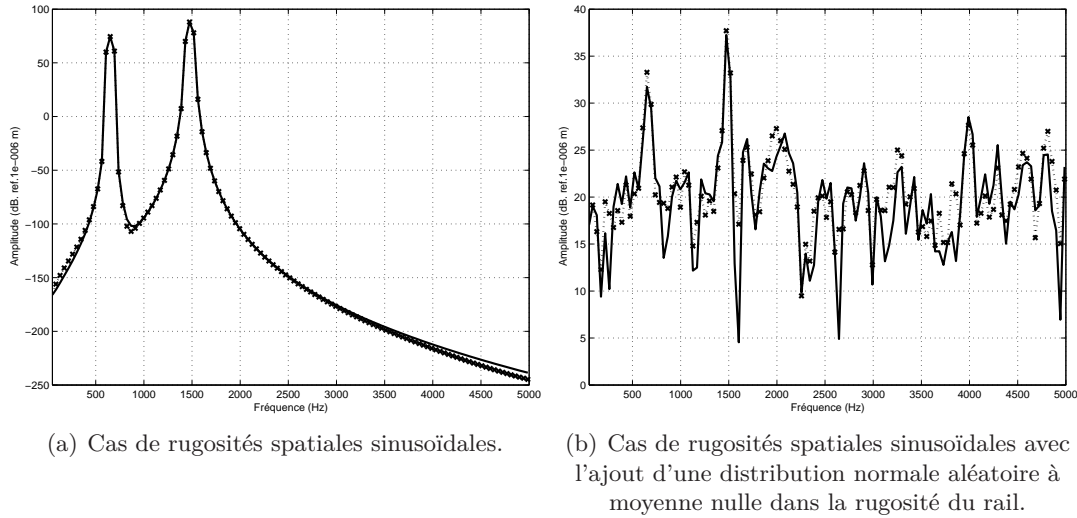 100
50
0
−50
−100
−150
−200
−250
Amplitude (dB. ref.1e−006 m)
500 1000 1500 2000 2500 3000 3500 4000 4500 5000
Fréquence (Hz)
(a) Cas de rugosités spatiales sinusoïdales.
40
35
30
25
20
15
10
5
0
Amplitude (dB. ref.1e−006 m)
500 1000 1500 2000 2500 3000 3500 4000 4500 5000
Fréquence (Hz)
(b) Cas de rugosités spatiales sinusoïdales avec
l'ajout d'une distribution normale aléatoire à
moyenne nulle dans la rugosité du rail.